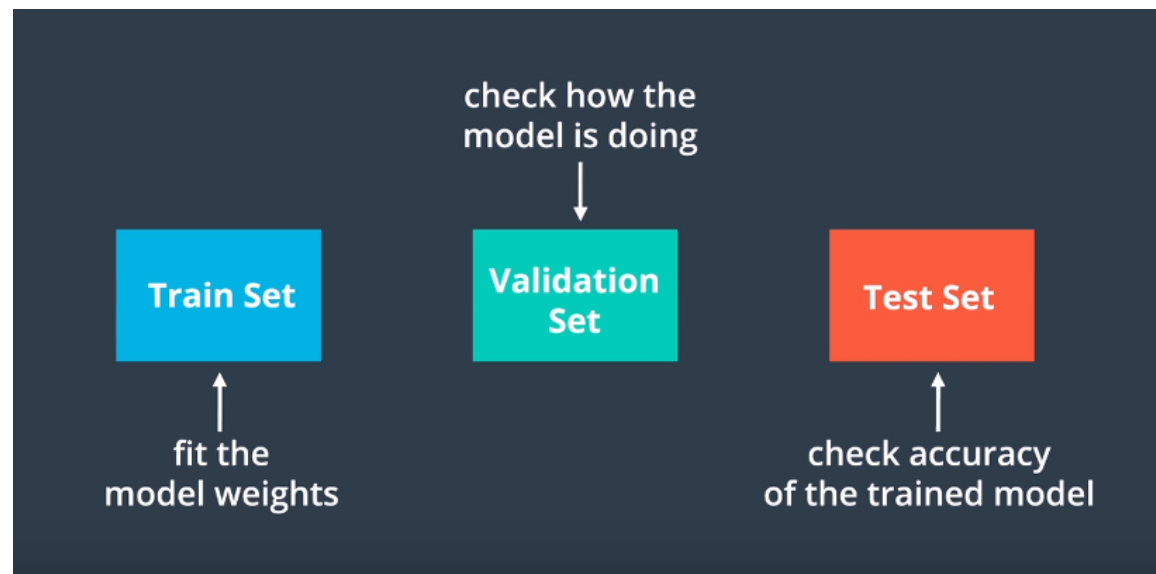 check how the
model is doing
Train Set
Validation
Set
Test Set
fit the
model weights
check accuracy
of the trained model